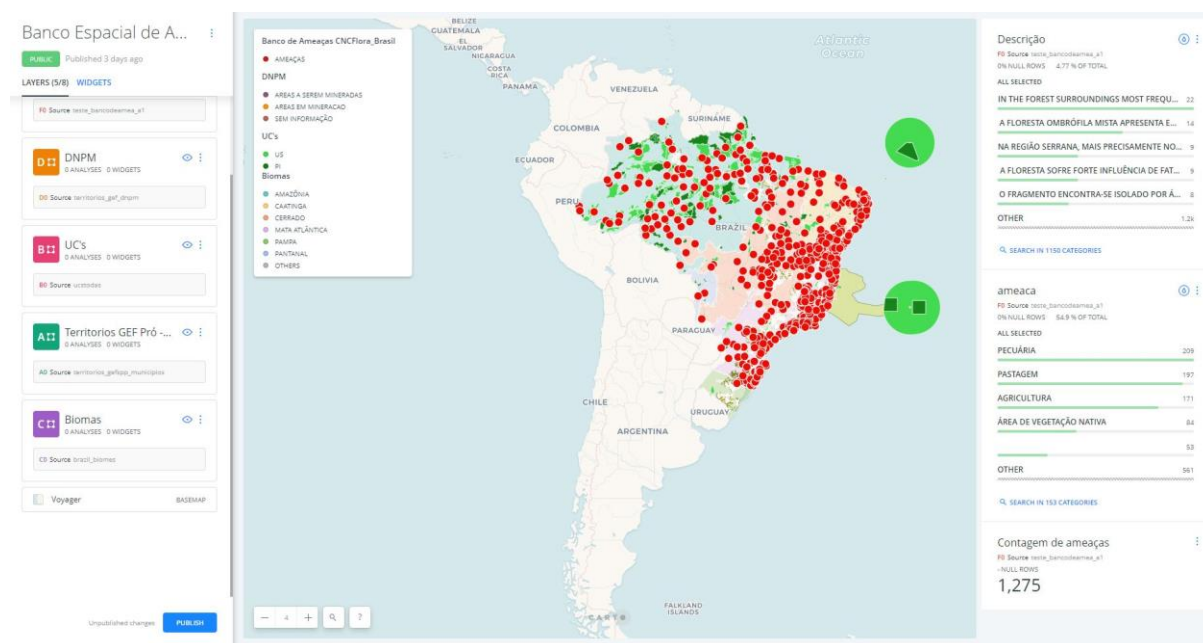 Banco Espacial de A...
PUBLIC Published 3 days ago
LAYERS (5/8) WIDGETS
F0 Source teste_bancodeamea_a1
D
DNPM
0 ANALYSES 0 WIDGETS
D0 Source territorios_gef_dnpm
B
UC's
0 ANALYSES 0 WIDGETS
B0 Source ucstodas
A
Territorios GEF Pró -...
0 ANALYSES 0 WIDGETS
A0 Source territorios_gefspp_municipios
C
Biomas
0 ANALYSES 0 WIDGETS
C0 Source brazil_biomes
Voyager BASEMAP
Unpublished changes PUBLISH
Banco de Ameaças CNCFlora_Brasil
AMEAÇAS
DNPM
AREAS A SEREM MINERADAS
AREAS EM MINERACAO
SEM INFORMAÇÃO
UC's
US
PI
Biomas
AMAZÔNIA
CAATINGA
CERRADO
MATA ATLÂNTICA
PAMPA
PANTANAL
OTHERS
BELIZE
GUATEMALA
EL
SALVADOR
NICARAGUA
COSTA
RICA
PANAMA
Atlantic
Ocean
VENEZUELA
SURINAME
COLOMBIA
ECUADOR
PERU
BRAZIL
BOLIVIA
PARAGUAY
CHILE
URUGUAY
ARGENTINA
FALKLAND
ISLANDS
CARTO
− 4 + ?
Descrição
F0 Source teste_bancodeamea_a1
0% NULL ROWS 4.77 % OF TOTAL
ALL SELECTED
IN THE FOREST SURROUNDINGS MOST FREQU... 22
A FLORESTA OMBRÓFILA MISTA APRESENTA E... 14
NA REGIÃO SERRANA, MAIS PRECISAMENTE NO... 9
A FLORESTA SOFRE FORTE INFLUÊNCIA DE FAT... 9
O FRAGMENTO ENCONTRA-SE ISOLADO POR Á... 8
OTHER 1.2k
SEARCH IN 1150 CATEGORIES
ameaca
F0 Source teste_bancodeamea_a1
0% NULL ROWS 54.9 % OF TOTAL
ALL SELECTED
PECUÁRIA 209
PASTAGEM 197
AGRICULTURA 171
ÁREA DE VEGETAÇÃO NATIVA 84
53
OTHER 561
SEARCH IN 153 CATEGORIES
Contagem de ameaças
F0 Source teste_bancodeamea_a1
- NULL ROWS
1,275